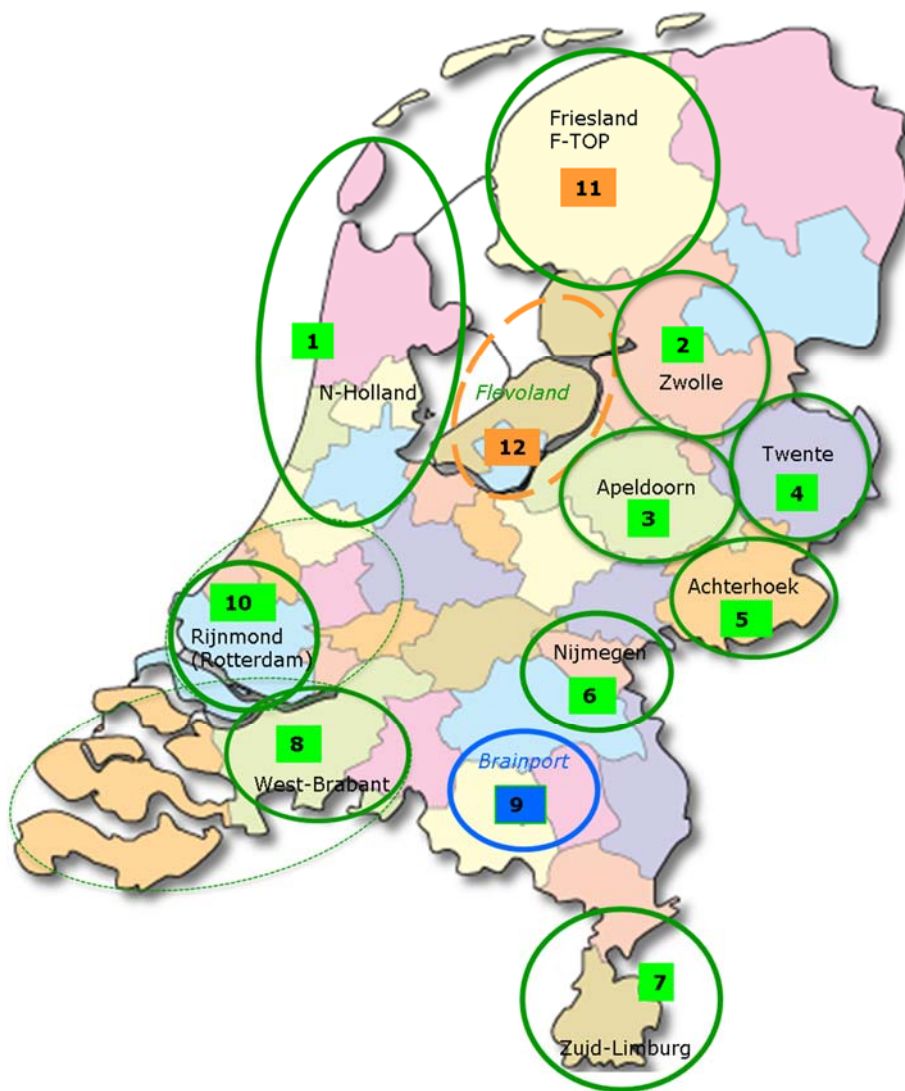 Friesland
F-TOP
11
1
N-Holland
2
Zwolle
Flevoland
12
Twente
4
Apeldoorn
3
Achterhoek
5
10
Rijnmond
(Rotterdam)
Nijmegen
6
8
West-Brabant
Brainport
9
7
Zuid-Limburg